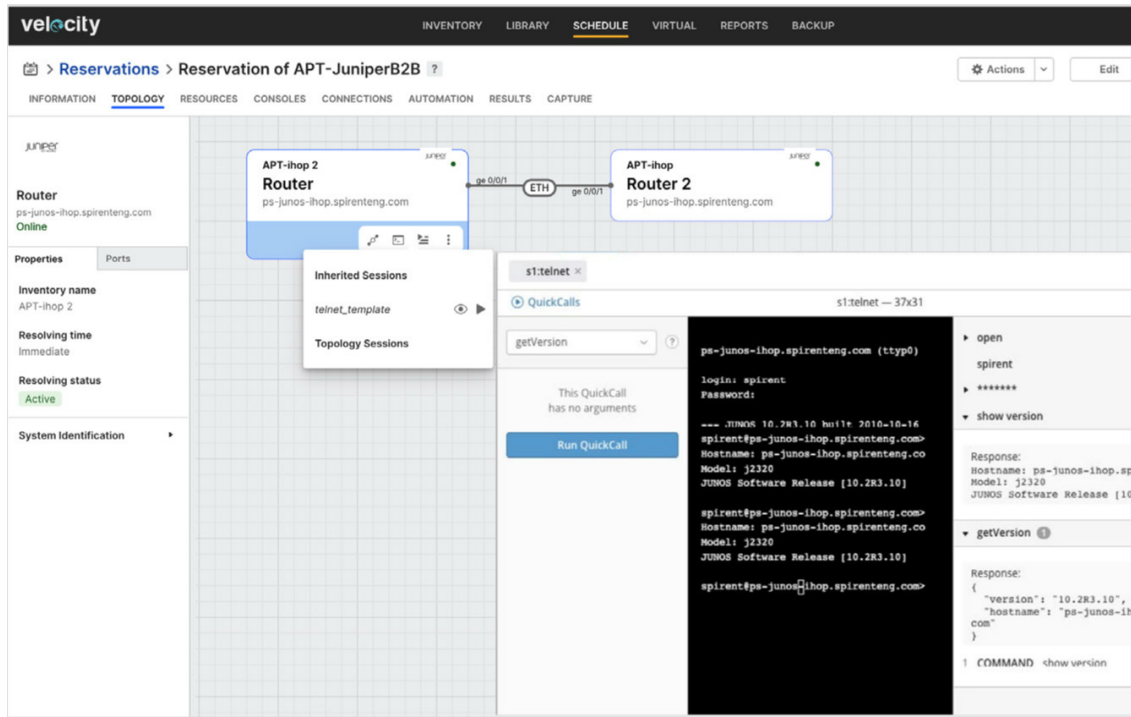 velocity
INVENTORY LIBRARY SCHEDULE VIRTUAL REPORTS BACKUP
> Reservations > Reservation of APT-JuniperB2B ?
Actions
Edit
INFORMATION TOPOLOGY RESOURCES CONSOLES CONNECTIONS AUTOMATION RESULTS CAPTURE
JUNIPER
Router
ps-junos-ihop.spirenteng.com
Online
Properties Ports
Inventory name
APT-ihop 2
Resolving time
Immediate
Resolving status
Active
System Identification
JUNIPER
APT-ihop 2
Router
ps-junos-ihop.spirenteng.com
ge 0/0/1
ETH
ge 0/0/1
JUNIPER
APT-ihop
Router 2
ps-junos-ihop.spirenteng.com
Inherited Sessions
telnet_template
Topology Sessions
s1:telnet ×
QuickCalls
s1:telnet — 37x31
getVersion
?
This QuickCall
has no arguments
Run QuickCall
ps-junos-ihop.spirenteng.com (ttyp0)
login: spirent
Password:
--- JUNOS 10.2R3.10 built 2010-10-16
spirent@ps-junos-ihop.spirenteng.com>
Hostname: ps-junos-ihop.spirenteng.co
Model: j2320
JUNOS Software Release [10.2R3.10]
spirent@ps-junos-ihop.spirenteng.com>
Hostname: ps-junos-ihop.spirenteng.co
Model: j2320
JUNOS Software Release [10.2R3.10]
spirent@ps-junos-ihop.spirenteng.com>
open
spirent
*******
show version
Response:
Hostname: ps-junos-ihop.sp
Model: j2320
JUNOS Software Release [10
getVersion 1
Response:
{
"version": "10.2R3.10",
"hostname": "ps-junos-ih
com"
}
1 COMMAND show version